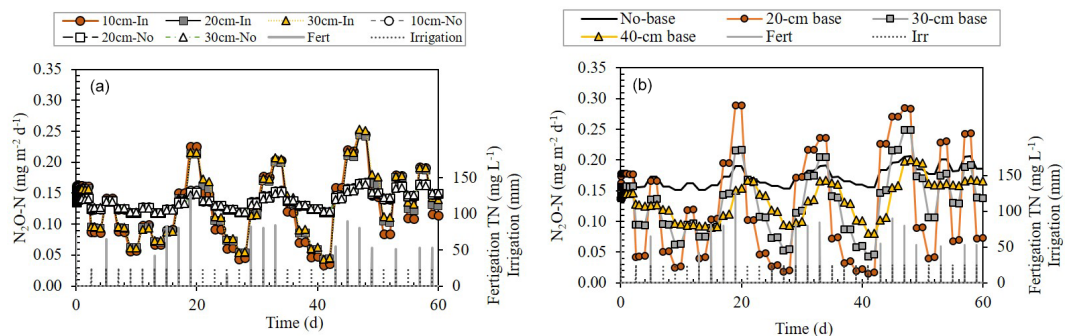 10cm-In 20cm-In 30cm-In 10cm-No
20cm-No 30cm-No Fert Irrigation
(a)
N₂O-N (mg m⁻² d⁻¹)
0.35
0.30
0.25
0.20
0.15
0.10
0.05
0.00
0 20 40 60
Time (d)
150
100
50
0
Fertigation TN (mg L⁻¹)
Irrigation (mm)
No-base 20-cm base 30-cm base
40-cm base Fert Irr
(b)
N₂O-N (mg m⁻² d⁻¹)
0.35
0.30
0.25
0.20
0.15
0.10
0.05
0.00
0 20 40 60
Time (d)
150
100
50
0
Fertigation TN (mg L⁻¹)
Irrigation (mm)